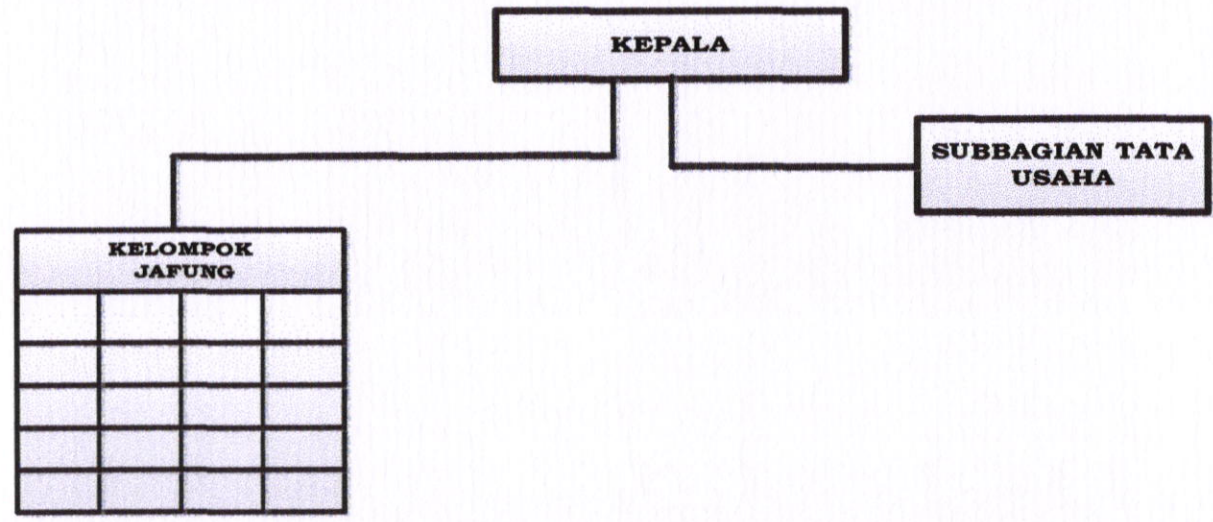 KEPALA
SUBBAGIAN TATA
USAHA
KELOMPOK
JAFUNG